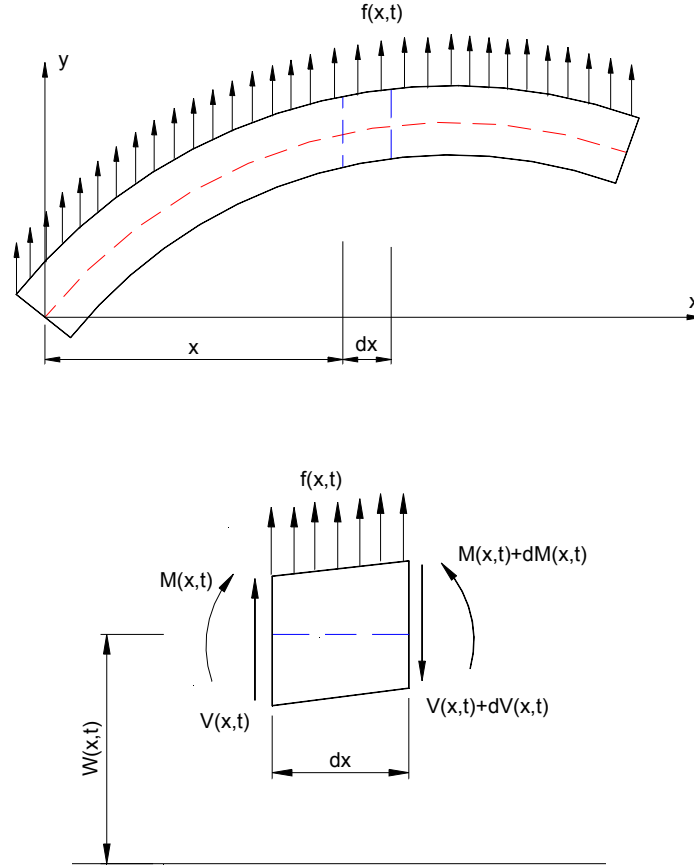 f(x,t)
y
x
x
dx
f(x,t)
M(x,t)
M(x,t)+dM(x,t)
V(x,t)
V(x,t)+dV(x,t)
W(x,t)
dx